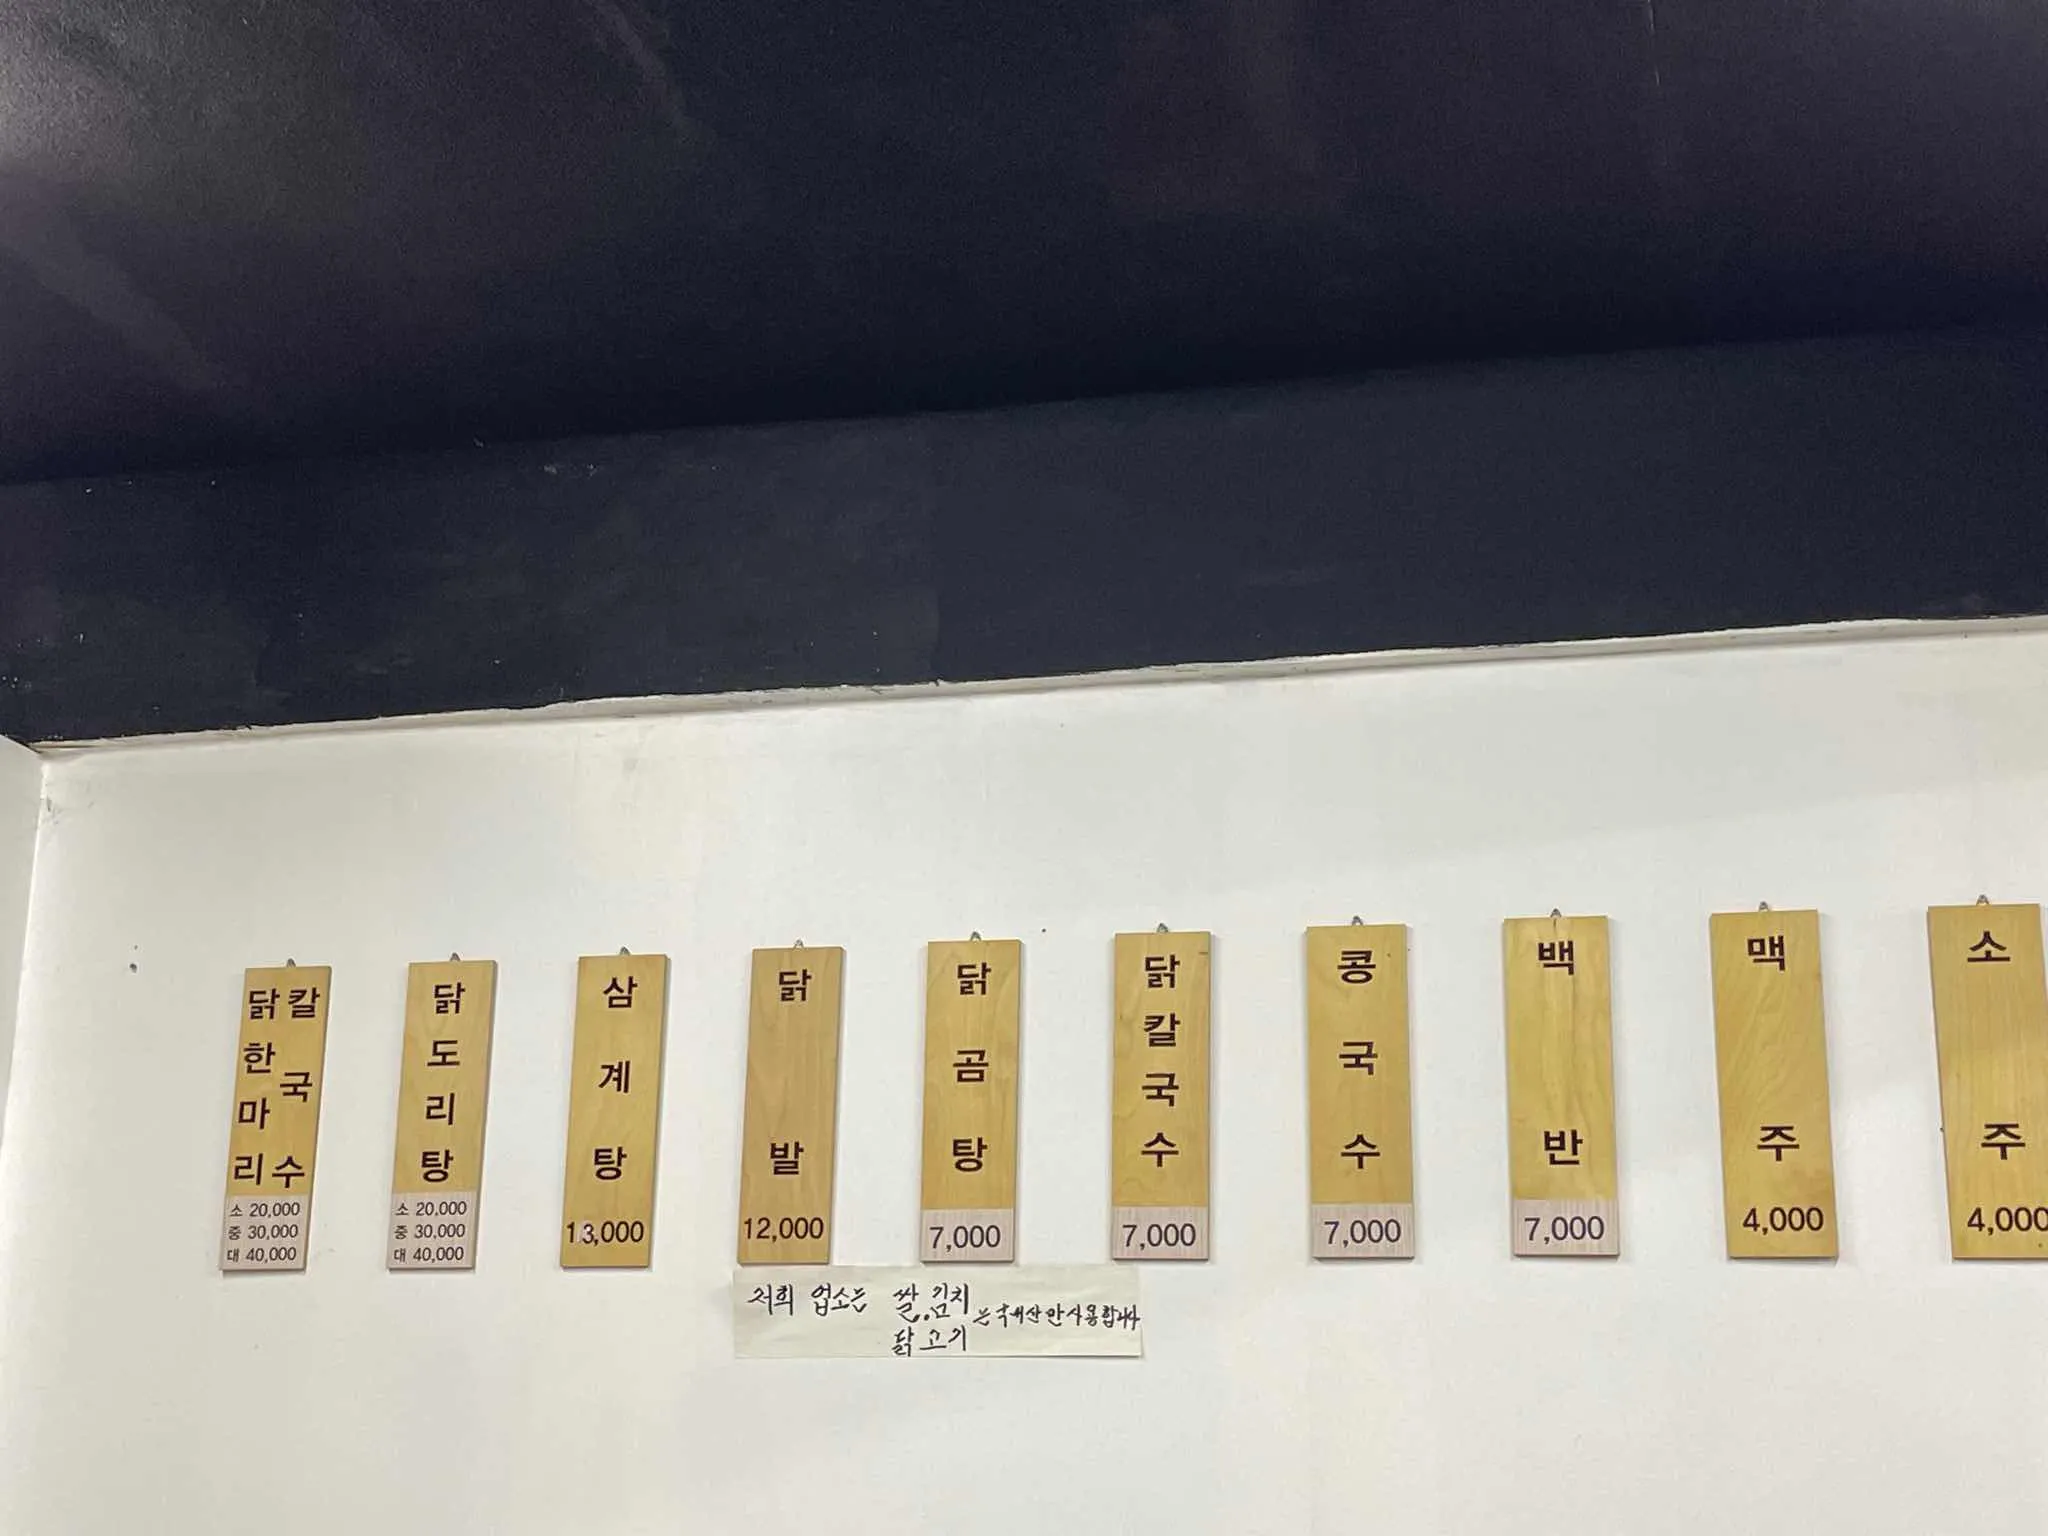 닭한마리
칼국수
소 20,000
중 30,000
대 40,000
닭도리탕
소 20,000
중 30,000
대 40,000
삼계탕
13,000
닭발
12,000
닭곰탕
7,000
닭칼국수
7,000
콩국수
7,000
백반
7,000
맥주
4,000
소주
4,000
저희 업소는 쌀.김치
닭고기
는 국내산만 사용합니다